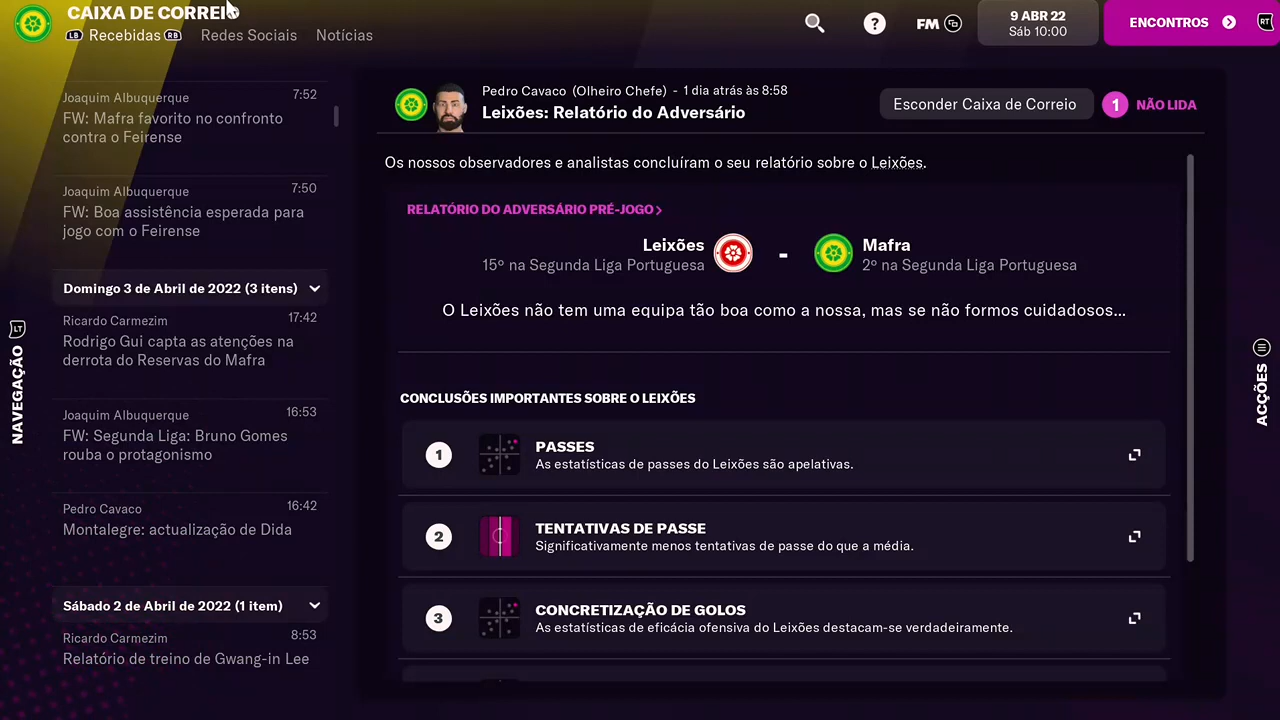 CAIXA DE CORREIO
LB Recebidas RB Redes Sociais Notícias
FM
9 ABR 22
Sáb 10:00
ENCONTROS
RT
LT
NAVEGAÇÃO
Joaquim Albuquerque 7:52
FW: Mafra favorito no confronto
contra o Feirense
Joaquim Albuquerque 7:50
FW: Boa assistência esperada para
jogo com o Feirense
Domingo 3 de Abril de 2022 (3 itens)
Ricardo Carmezim 17:42
Rodrigo Gui capta as atenções na
derrota do Reservas do Mafra
Joaquim Albuquerque 16:53
FW: Segunda Liga: Bruno Gomes
rouba o protagonismo
Pedro Cavaco 16:42
Montalegre: actualização de Dida
Sábado 2 de Abril de 2022 (1 item)
Ricardo Carmezim 8:53
Relatório de treino de Gwang-in Lee
Pedro Cavaco (Olheiro Chefe) - 1 dia atrás às 8:58
Leixões: Relatório do Adversário
Esconder Caixa de Correio
1 NÃO LIDA
Os nossos observadores e analistas concluíram o seu relatório sobre o Leixões.
RELATÓRIO DO ADVERSÁRIO PRÉ-JOGO >
Leixões - Mafra
15º na Segunda Liga Portuguesa 2º na Segunda Liga Portuguesa
O Leixões não tem uma equipa tão boa como a nossa, mas se não formos cuidadosos...
CONCLUSÕES IMPORTANTES SOBRE O LEIXÕES
1 PASSES
As estatísticas de passes do Leixões são apelativas.
2 TENTATIVAS DE PASSE
Significativamente menos tentativas de passe do que a média.
3 CONCRETIZAÇÃO DE GOLOS
As estatísticas de eficácia ofensiva do Leixões destacam-se verdadeiramente.
ACÇÕES